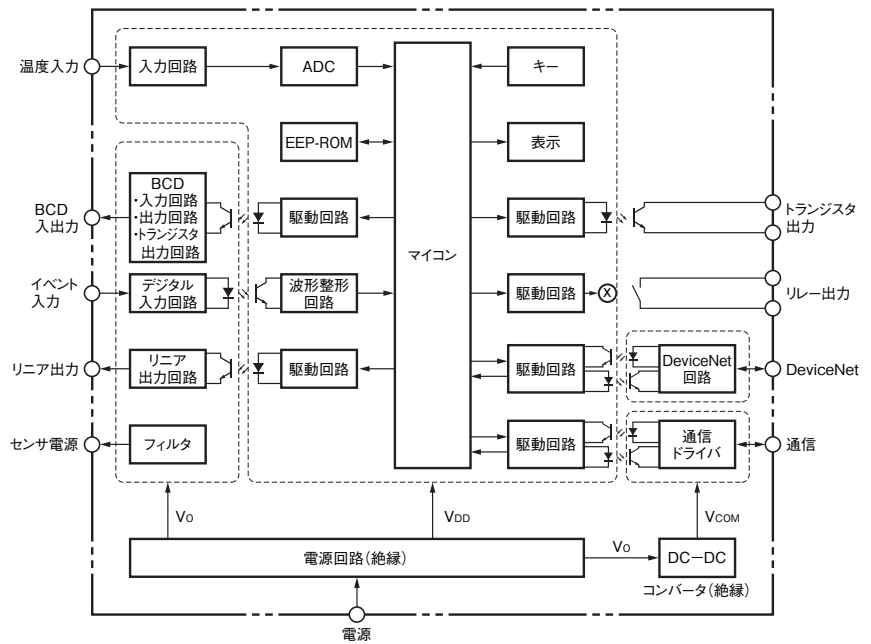 温度入力
入力回路
ADC
キー
EEP-ROM
表示
BCD
入出力
BCD
・入力回路
・出力回路
・トランジスタ
出力回路
駆動回路
マイコン
駆動回路
トランジスタ
出力
イベント
入力
デジタル
入力回路
波形整形
回路
駆動回路
X
リレー出力
リニア出力
リニア
出力回路
駆動回路
駆動回路
DeviceNet
回路
DeviceNet
センサ電源
フィルタ
駆動回路
通信
ドライバ
通信
VO
VDD
VCOM
電源回路(絶縁)
VO
DC-DC
コンバータ(絶縁)
電源